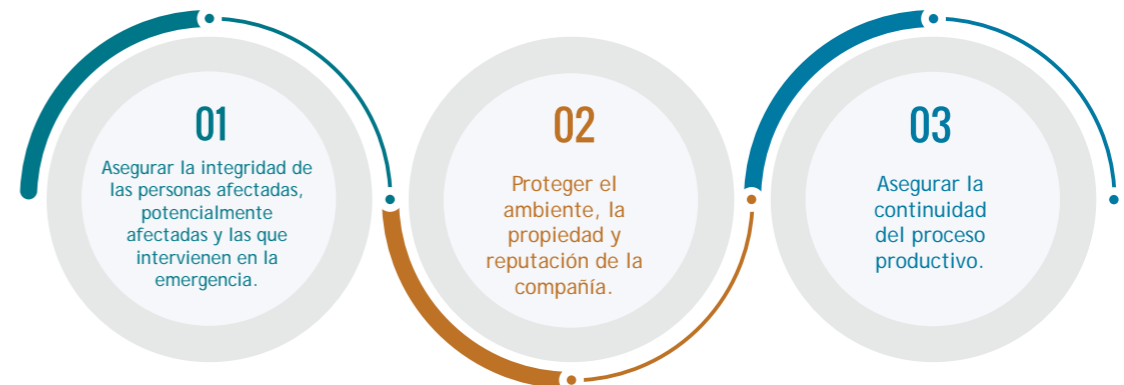 01
Asegurar la integridad de
las personas afectadas,
potencialmente
afectadas y las que
intervienen en la
emergencia.
02
Proteger el
ambiente, la
propiedad y
reputación de la
compañía.
03
Asegurar la
continuidad
del proceso
productivo.